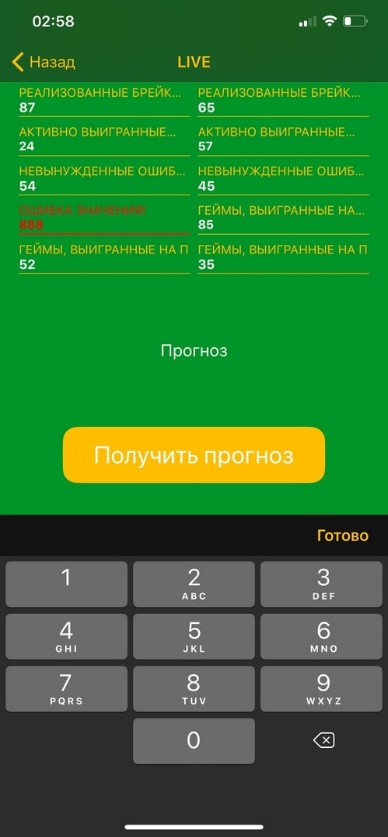 02:58
Назад
LIVE
РЕАЛИЗОВАННЫЕ БРЕЙК...
РЕАЛИЗОВАННЫЕ БРЕЙК...
87
65
АКТИВНО ВЫИГРАННЫЕ...
АКТИВНО ВЫИГРАННЫЕ...
24
57
НЕВЫНУЖДЕННЫЕ ОШИБ...
НЕВЫНУЖДЕННЫЕ ОШИБ...
54
45
ОШИБКА ЗНАЧЕНИЯ!
ГЕЙМЫ, ВЫИГРАННЫЕ НА...
888
85
ГЕЙМЫ, ВЫИГРАННЫЕ НА П
ГЕЙМЫ, ВЫИГРАННЫЕ НА П
52
35
Прогноз
Получить прогноз
Готово
1
2
3
ABC
DEF
4
5
6
GHI
JKL
MNO
7
8
9
PQRS
TUV
WXYZ
0